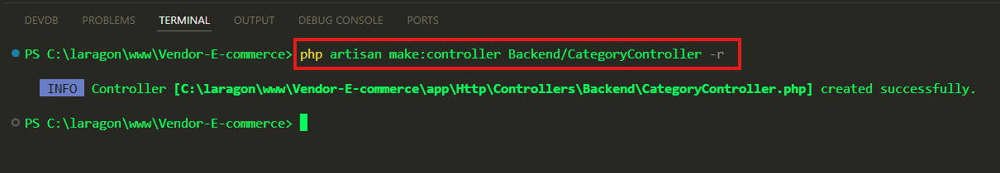 DEVDB PROBLEMS TERMINAL OUTPUT DEBUG CONSOLE PORTS
PS C:\laragon\www\Vendor-E-commerce> php artisan make:controller Backend/CategoryController -r
INFO Controller [C:\laragon\www\Vendor-E-commerce\app\Http\Controllers\Backend\CategoryController.php] created successfully.
PS C:\laragon\www\Vendor-E-commerce>